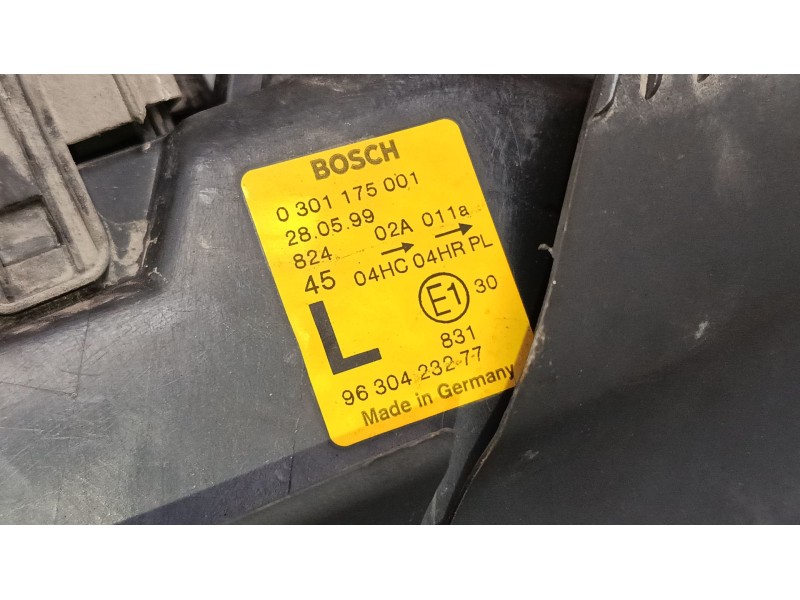 BOSCH
0 301 175 001
28.05.99
824 02A 011a
45 04HC 04HR PL
L E1 30
831
96 304 232-77
Made in Germany